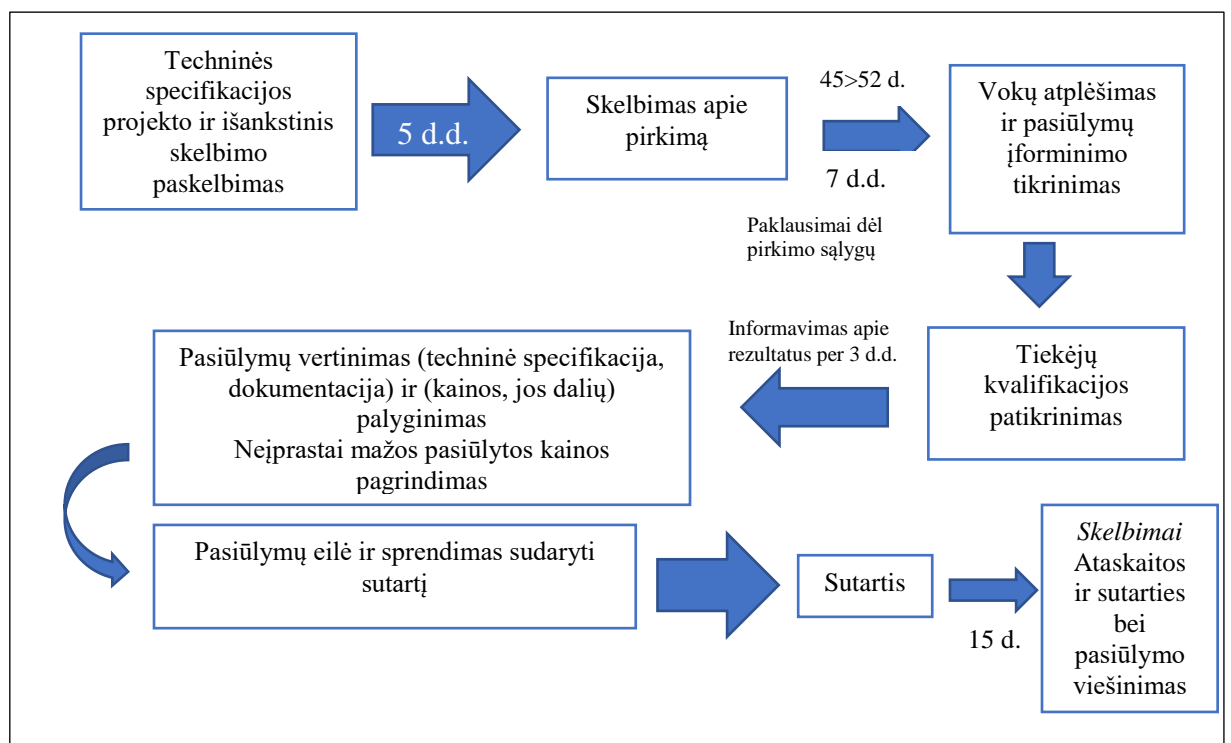 Techninės
specifikacijos
projekto ir išankstinis
skelbimo
paskelbimas
5 d.d.
Skelbimas apie
pirkimą
45>52 d.
7 d.d.
Paklausimai dėl
pirkimo sąlygų
Vokų atplėšimas
ir pasiūlymų
įforminimo
tikrinimas
Tiekėjų
kvalifikacijos
patikrinimas
Informavimas apie
rezultatus per 3 d.d.
Pasiūlymų vertinimas (techninė specifikacija,
dokumentacija) ir (kainos, jos dalių)
palyginimas
Neįprastai mažos pasiūlytos kainos
pagrindimas
Pasiūlymų eilė ir sprendimas sudaryti
sutartį
Sutartis
15 d.
Skelbimai
Ataskaitos
ir sutarties
bei
pasiūlymo
viešinimas